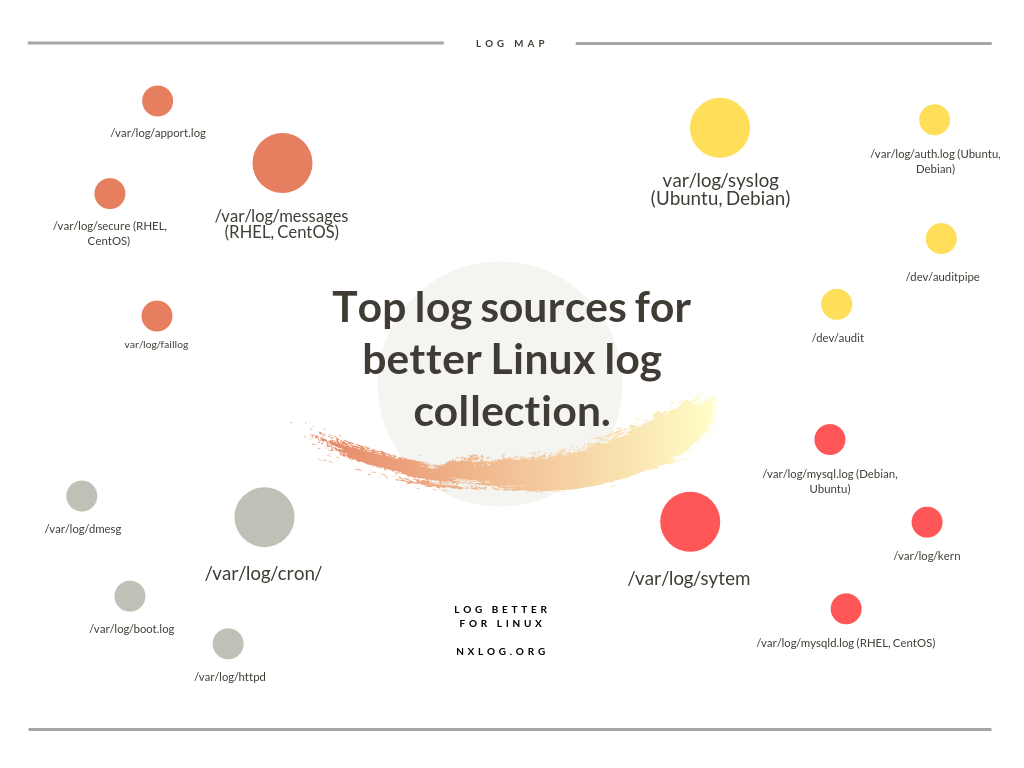 LOG MAP
/var/log/apport.log
/var/log/messages
(RHEL, CentOS)
/var/log/secure (RHEL,
CentOS)
var/log/faillog
var/log/syslog
(Ubuntu, Debian)
/var/log/auth.log (Ubuntu,
Debian)
/dev/auditpipe
/dev/audit
Top log sources for
better Linux log
collection.
/var/log/dmesg
/var/log/cron/
/var/log/boot.log
/var/log/httpd
/var/log/mysql.log (Debian,
Ubuntu)
/var/log/sytem
/var/log/kern
/var/log/mysqld.log (RHEL, CentOS)
LOG BETTER
FOR LINUX
NXLOG.ORG